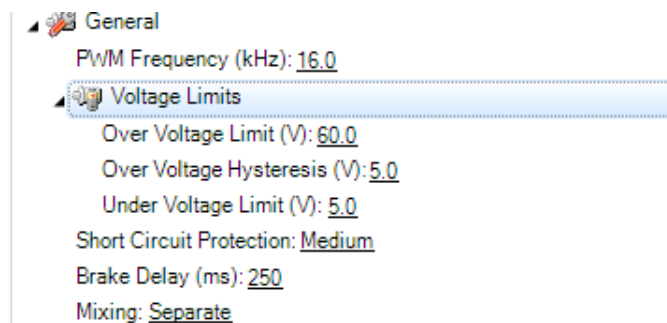 General
PWM Frequency (kHz): 16.0
Voltage Limits
Over Voltage Limit (V): 60.0
Over Voltage Hysteresis (V): 5.0
Under Voltage Limit (V): 5.0
Short Circuit Protection: Medium
Brake Delay (ms): 250
Mixing: Separate